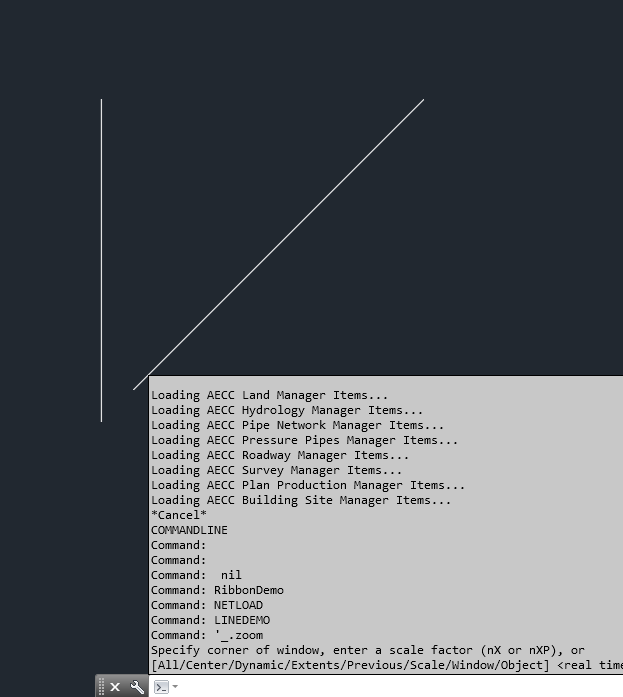 Loading AECC Land Manager Items...
Loading AECC Hydrology Manager Items...
Loading AECC Pipe Network Manager Items...
Loading AECC Pressure Pipes Manager Items...
Loading AECC Roadway Manager Items...
Loading AECC Survey Manager Items...
Loading AECC Plan Production Manager Items...
Loading AECC Building Site Manager Items...
*Cancel*
COMMANDLINE
Command:
Command:
Command:  nil
Command: RibbonDemo
Command: NETLOAD
Command: LINEDEMO
Command: '_.zoom
Specify corner of window, enter a scale factor (nX or nXP), or
[All/Center/Dynamic/Extents/Previous/Scale/Window/Object] <real time